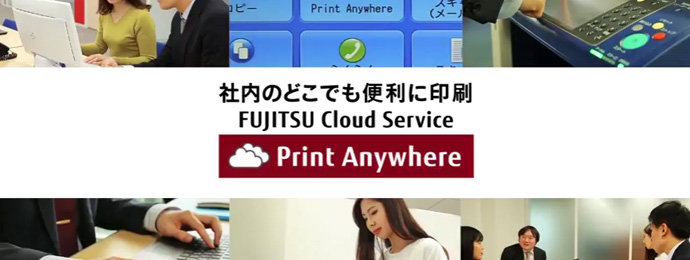 コピー
Print Anywhere
スキャ
(メール
社内のどこでも便利に印刷
FUJITSU Cloud Service
Print Anywhere